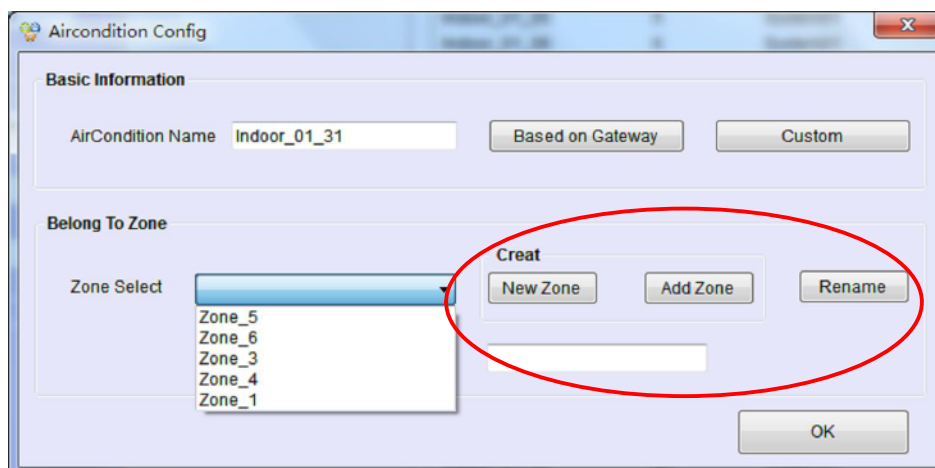 Aircondition Config
Basic Information
AirCondition Name Indoor_01_31 Based on Gateway Custom
Belong To Zone
Creat
Zone Select New Zone Add Zone Rename
Zone_5
Zone_6
Zone_3
Zone_4
Zone_1
OK